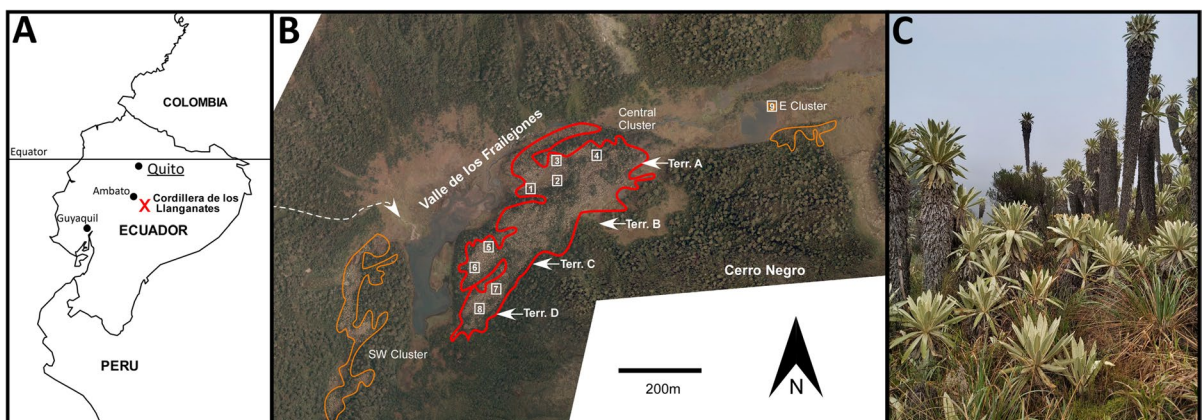 A
COLOMBIA
Equator
Quito
Ambato
Cordillera de los
Llanganates
Guyaquil
ECUADOR
PERU
B
Valle de los Frailejones
Central
Cluster
9
E Cluster
3
4
Terr. A
1
2
Terr. B
5
6
Terr. C
7
Cerro Negro
8
Terr. D
SW Cluster
200m
N
C